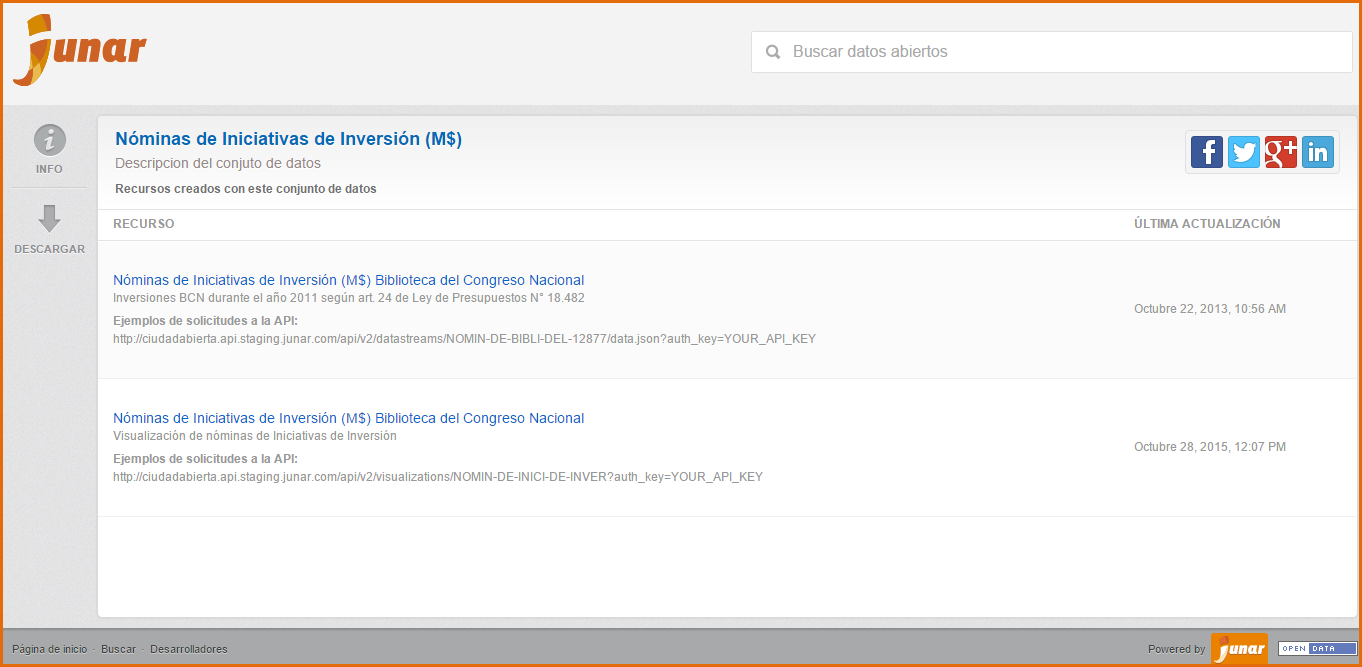 junar
Buscar datos abiertos
INFO
DESCARGAR
Nóminas de Iniciativas de Inversión (M$)
Descripcion del conjuto de datos
Recursos creados con este conjunto de datos
f g+ in
RECURSO ÚLTIMA ACTUALIZACIÓN
Nóminas de Iniciativas de Inversión (M$) Biblioteca del Congreso Nacional
Inversiones BCN durante el año 2011 según art. 24 de Ley de Presupuestos N° 18.482
Ejemplos de solicitudes a la API:
http://ciudadabierta.api.staging.junar.com/api/v2/datastreams/NOMIN-DE-BIBLI-DEL-12877/data.json?auth_key=YOUR_API_KEY
Octubre 22, 2013, 10:56 AM
Nóminas de Iniciativas de Inversión (M$) Biblioteca del Congreso Nacional
Visualización de nóminas de Iniciativas de Inversión
Ejemplos de solicitudes a la API:
http://ciudadabierta.api.staging.junar.com/api/v2/visualizations/NOMIN-DE-INICI-DE-INVER?auth_key=YOUR_API_KEY
Octubre 28, 2015, 12:07 PM
Página de inicio · Buscar · Desarrolladores
Powered by junar OPEN DATA